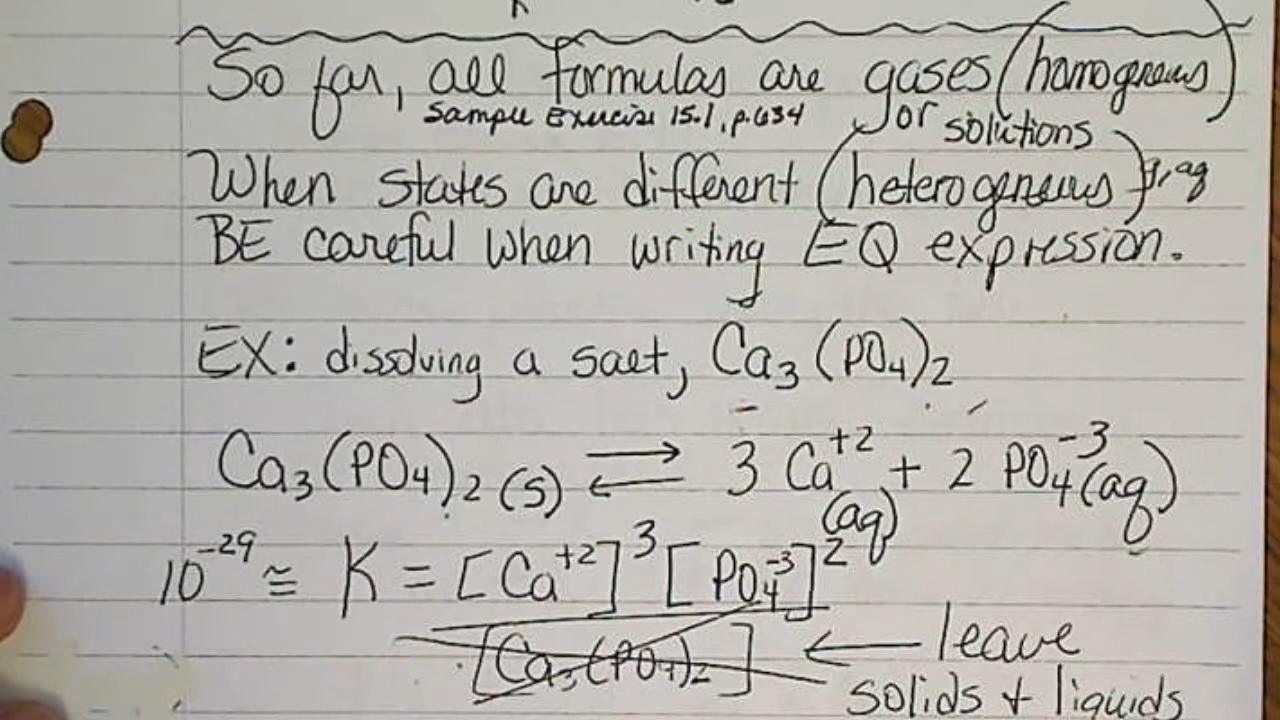 So far, all formulas are gases (homogeneous)
Sample Exercise 15.1, p.634 or solutions
When states are different (heterogeneous)
BE careful when writing EQ expression.
EX: dissolving a salt, Ca₃(PO₄)₂
Ca₃(PO₄)₂ (s) ⇌ 3 Ca⁺² (aq) + 2 PO₄⁻³ (aq)
10⁻²⁹ ≅ K = [Ca⁺²]³ [PO₄⁻³]²
[Ca₃(PO₄)₂] ← leave
solids + liquids